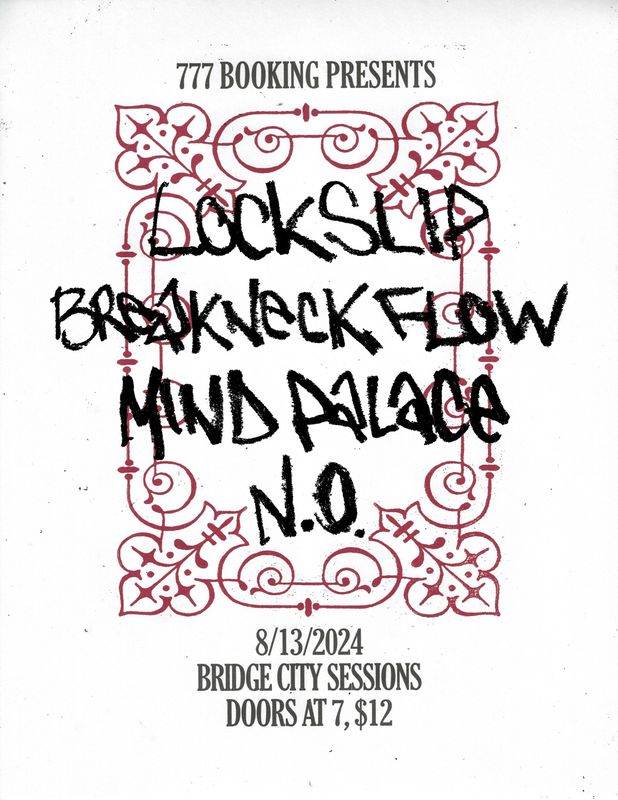 777 BOOKING PRESENTS
LOCKSLIP
BREAKNECK FLOW
MIND PALACE
N.O.
8/13/2024
BRIDGE CITY SESSIONS
DOORS AT 7, $12